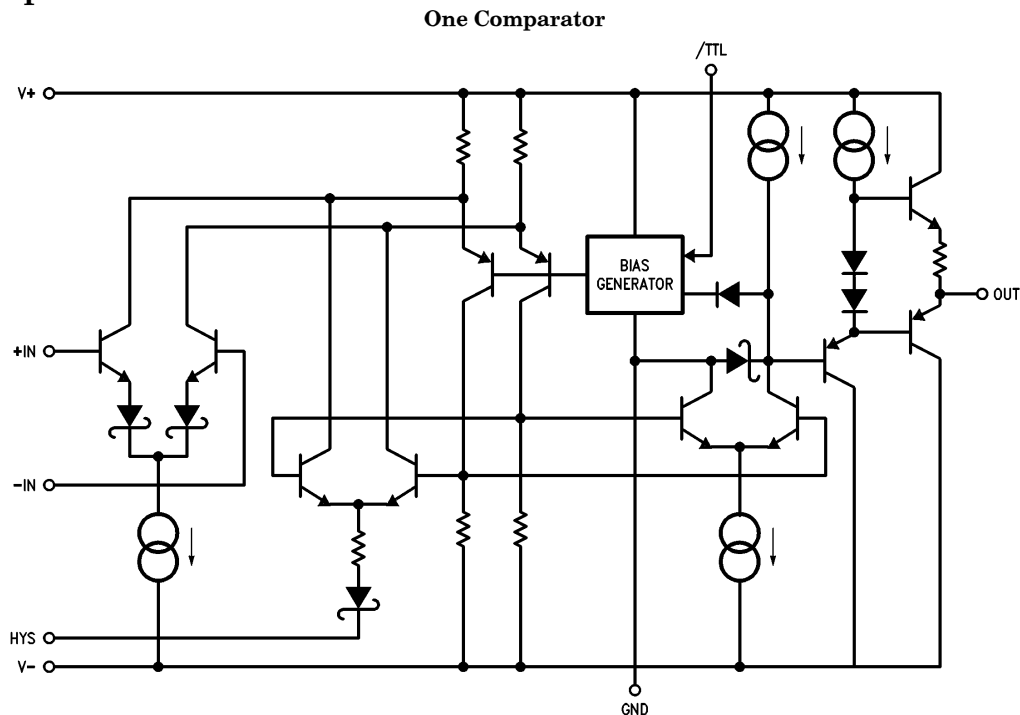 One Comparator
/TTL
V+
BIAS
GENERATOR
OUT
+IN
-IN
HYS
V-
GND